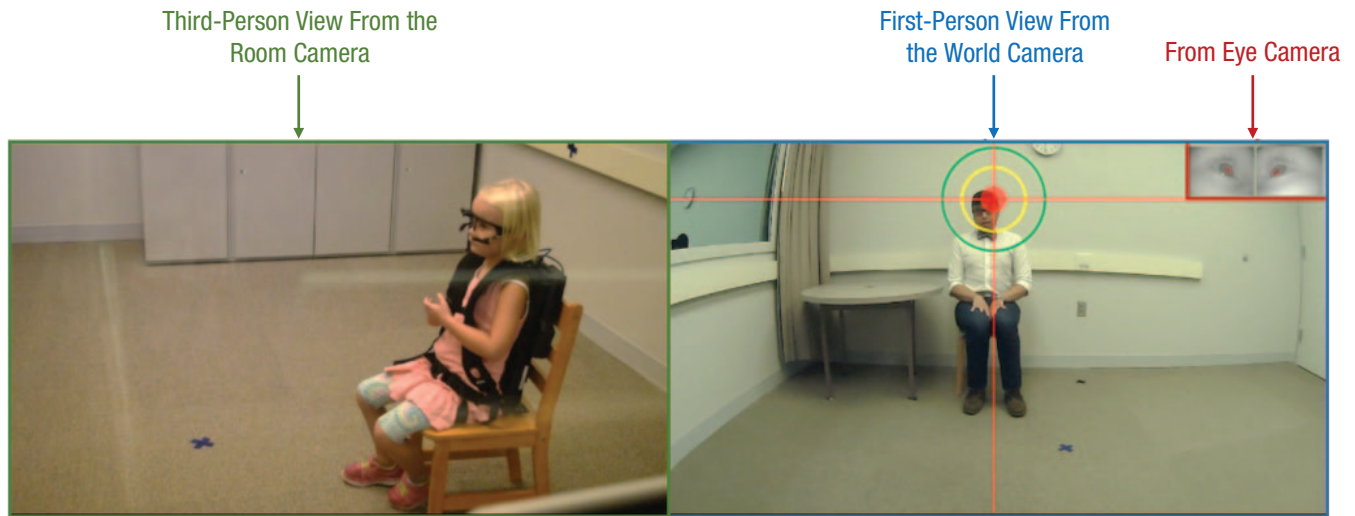 Third-Person View From the
Room Camera
First-Person View From
the World Camera
From Eye Camera